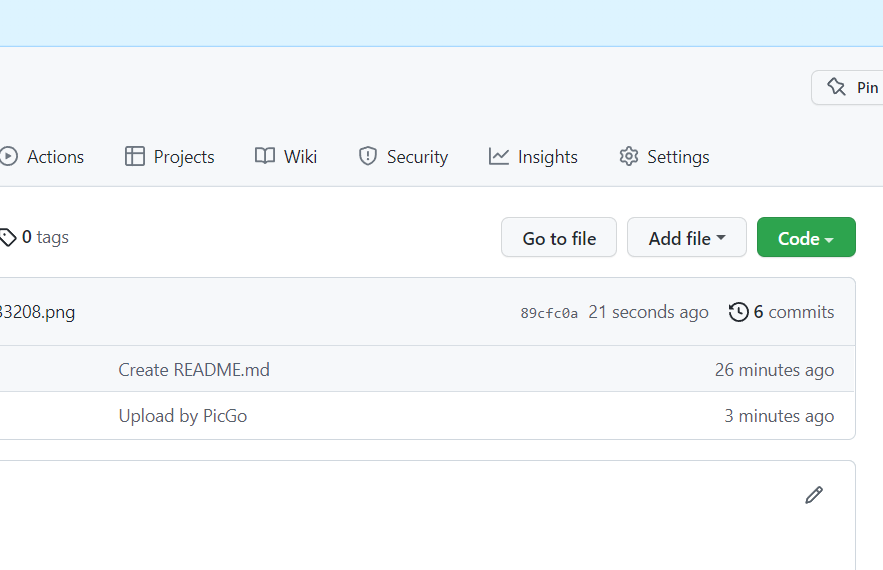 Pin
Actions Projects Wiki Security Insights Settings
0 tags Go to file Add file Code
33208.png 89cfc0a 21 seconds ago 6 commits
Create README.md 26 minutes ago
Upload by PicGo 3 minutes ago